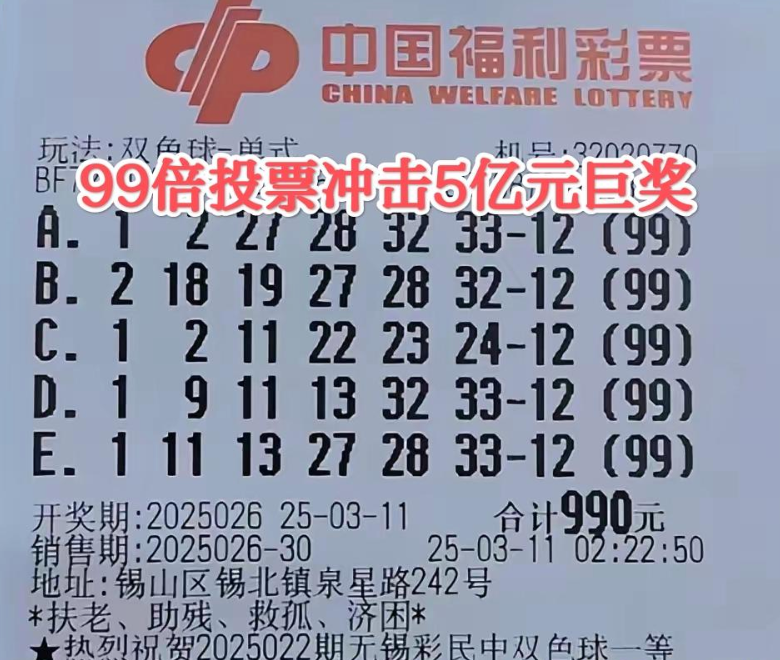 中国福利彩票
CHINA WELFARE LOTTERY
玩法:双色球-单式 机号:32020770
99倍投票冲击5亿元巨奖
A. 1 2 27 28 32 33-12 (99)
B. 2 18 19 27 28 32-12 (99)
C. 1 2 11 22 23 24-12 (99)
D. 1 9 11 13 32 33-12 (99)
E. 1 11 13 27 28 33-12 (99)
开奖期:2025026 25-03-11 合计990元
销售期:2025026-30 25-03-11 02:22:50
地址:锡山区锡北镇泉星路242号
*扶老、助残、救孤、济困*
★热烈祝贺2025022期无锡彩民中双色球一等